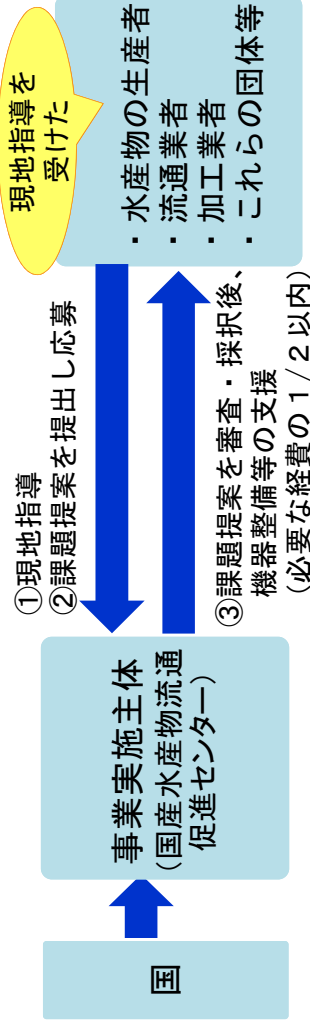 国
事業実施主体
(国産水産物流通
促進センター)
①現地指導
②課題提案を提出し応募
③課題提案を審査・採択後、
機器整備等の支援
(必要な経費の1/2以内)
現地指導を
受けた
・水産物の生産者
・流通業者
・加工業者
・これらの団体等